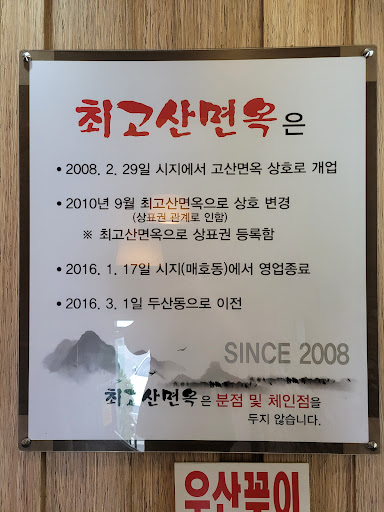 최고산면옥은
• 2008. 2. 29일 시지에서 고산면옥 상호로 개업
• 2010년 9월 최고산면옥으로 상호 변경
(상표권 관계로 인함)
※ 최고산면옥으로 상표권 등록함
• 2016. 1. 17일 시지(매호동)에서 영업종료
• 2016. 3. 1일 두산동으로 이전
SINCE 2008
최고산면옥은 분점 및 체인점을
두지 않습니다.
우산꽂이